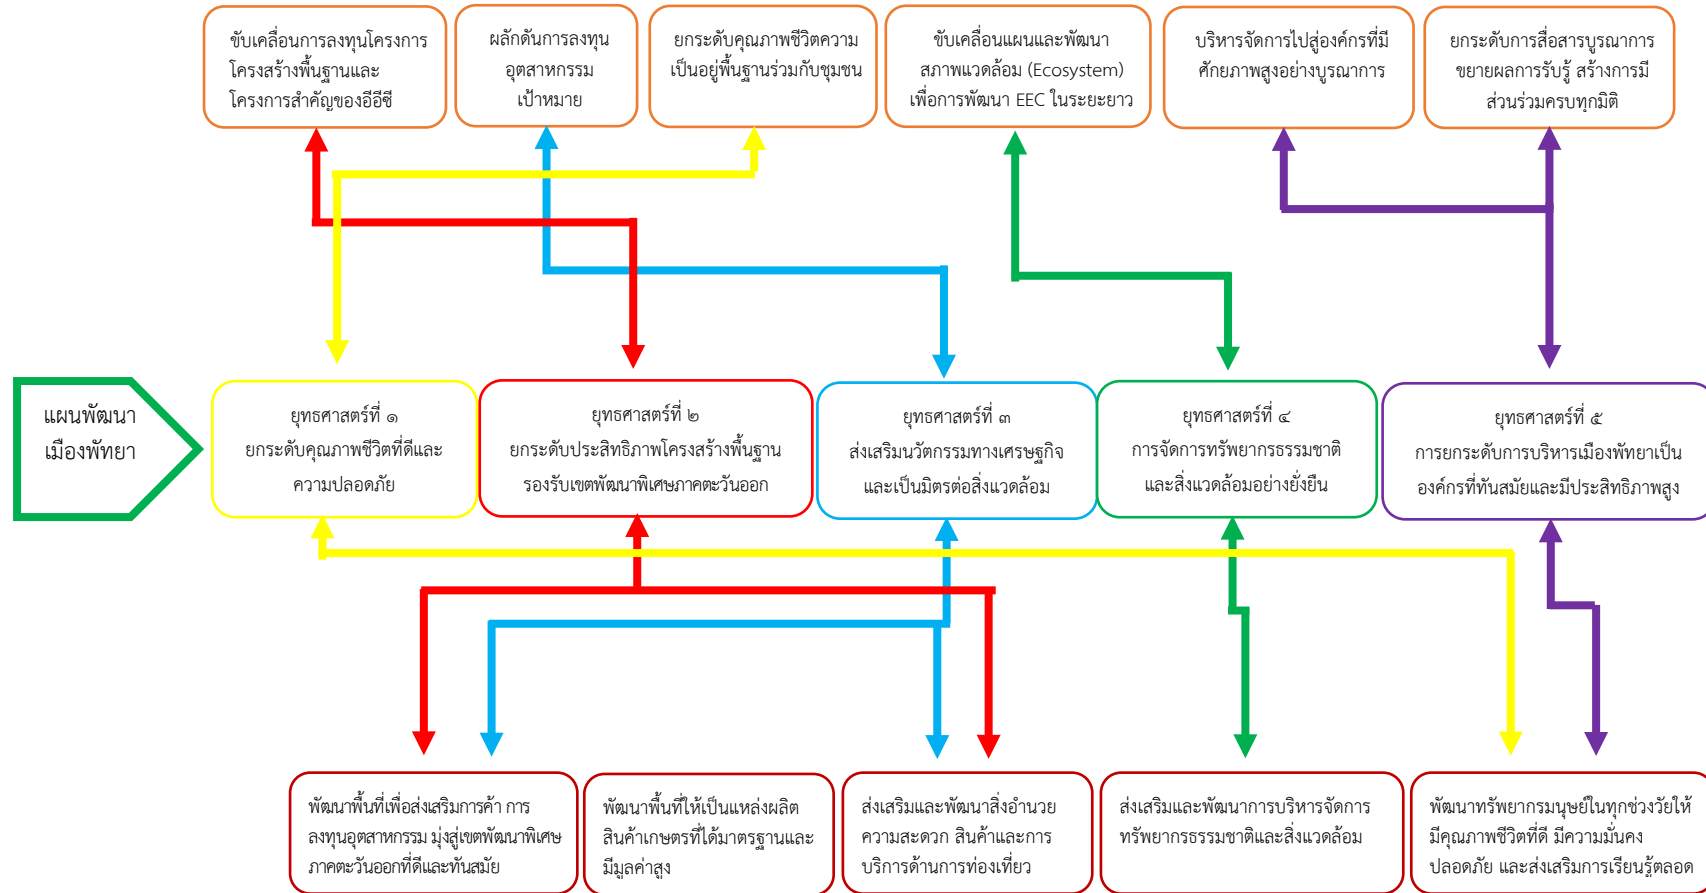 ขับเคลื่อนการลงทุนโครงการ
โครงสร้างพื้นฐานและ
โครงการสำคัญของอีอีซี
ผลักดันการลงทุน
อุตสาหกรรม
เป้าหมาย
ยกระดับคุณภาพชีวิตความ
เป็นอยู่พื้นฐานร่วมกับชุมชน
ขับเคลื่อนแผนและพัฒนา
สภาพแวดล้อม (Ecosystem)
เพื่อการพัฒนา EEC ในระยะยาว
บริหารจัดการไปสู่องค์กรที่มี
ศักยภาพสูงอย่างบูรณาการ
ยกระดับการสื่อสารบูรณาการ
ขยายผลการรับรู้ สร้างการมี
ส่วนร่วมครบทุกมิติ
แผนพัฒนา
เมืองพัทยา
ยุทธศาสตร์ที่ ๑
ยกระดับคุณภาพชีวิตที่ดีและ
ความปลอดภัย
ยุทธศาสตร์ที่ ๒
ยกระดับประสิทธิภาพโครงสร้างพื้นฐาน
รองรับเขตพัฒนาพิเศษภาคตะวันออก
ยุทธศาสตร์ที่ ๓
ส่งเสริมนวัตกรรมทางเศรษฐกิจ
และเป็นมิตรต่อสิ่งแวดล้อม
ยุทธศาสตร์ที่ ๔
การจัดการทรัพยากรธรรมชาติ
และสิ่งแวดล้อมอย่างยั่งยืน
ยุทธศาสตร์ที่ ๕
การยกระดับการบริหารเมืองพัทยาเป็น
องค์กรที่ทันสมัยและมีประสิทธิภาพสูง
พัฒนาพื้นที่เพื่อส่งเสริมการค้า การ
ลงทุนอุตสาหกรรม มุ่งสู่เขตพัฒนาพิเศษ
ภาคตะวันออกที่ดีและทันสมัย
พัฒนาพื้นที่ให้เป็นแหล่งผลิต
สินค้าเกษตรที่ได้มาตรฐานและ
มีมูลค่าสูง
ส่งเสริมและพัฒนาสิ่งอำนวย
ความสะดวก สินค้าและการ
บริการด้านการท่องเที่ยว
ส่งเสริมและพัฒนาการบริหารจัดการ
ทรัพยากรธรรมชาติและสิ่งแวดล้อม
พัฒนาทรัพยากรมนุษย์ในทุกช่วงวัยให้
มีคุณภาพชีวิตที่ดี มีความมั่นคง
ปลอดภัย และส่งเสริมการเรียนรู้ตลอด